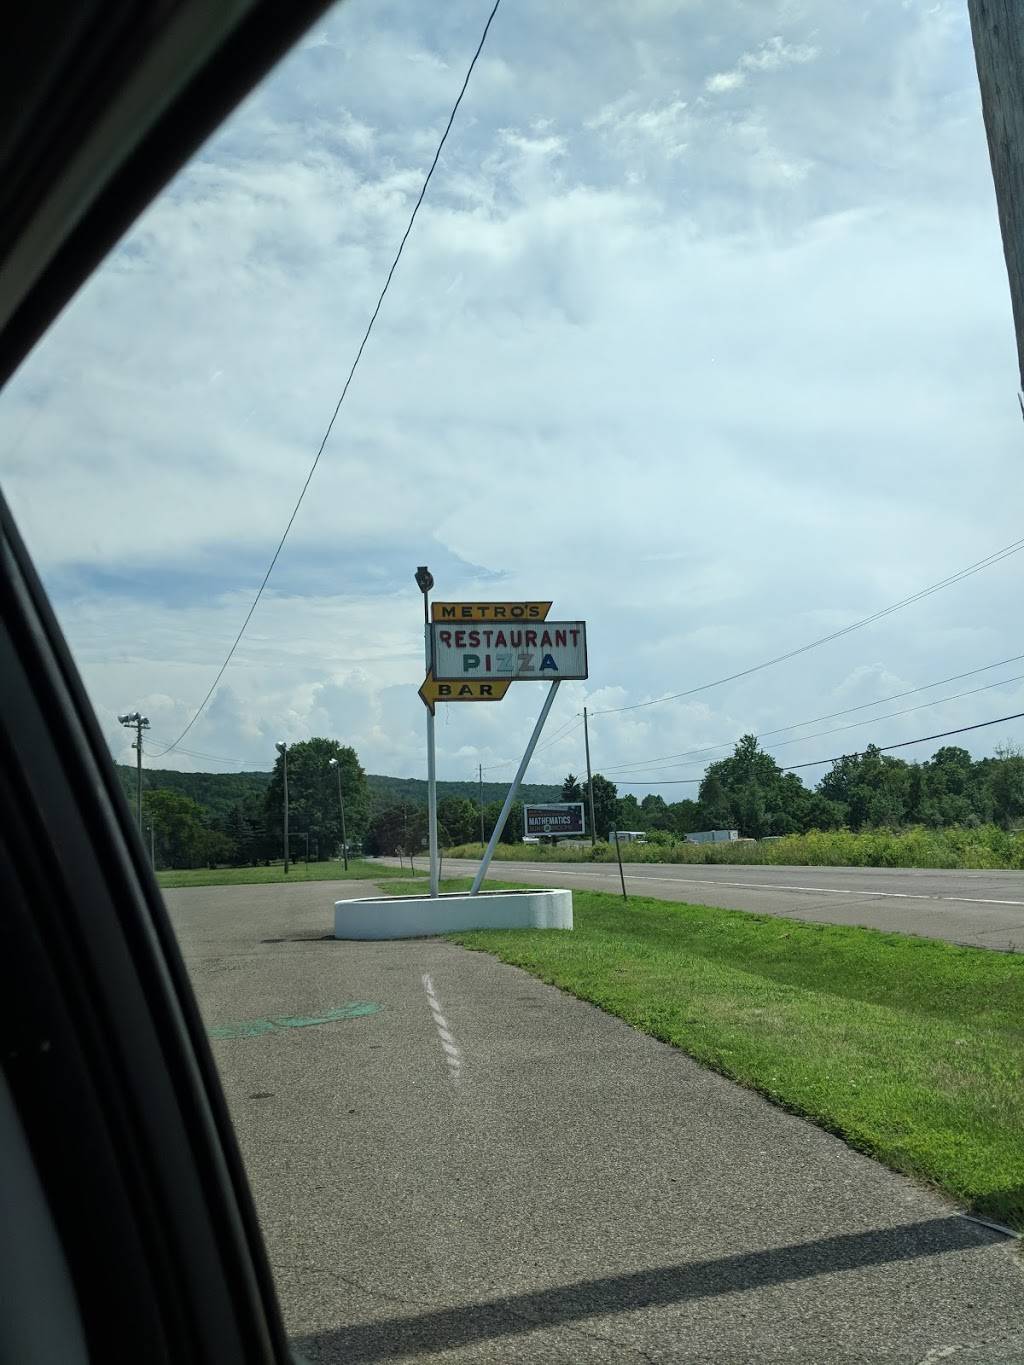 METRO'S
RESTAURANT
PIZZA
BAR
MATHEMATICS